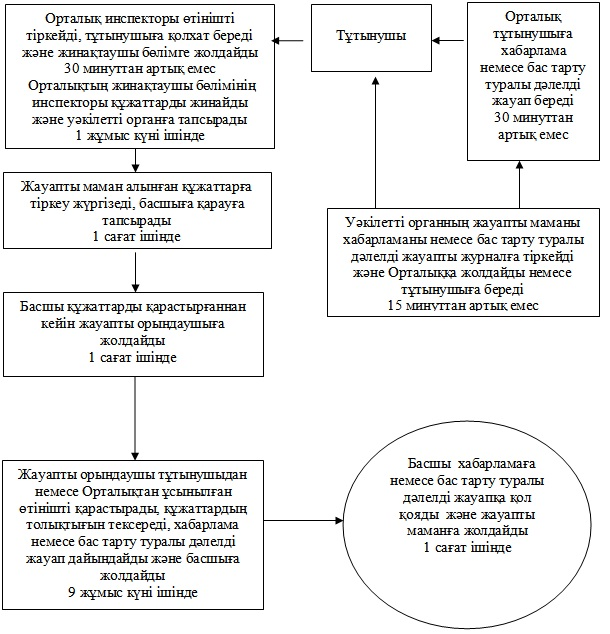 Орталық инспекторы өтінішті
тіркейді, тұтынушыға қолхат береді
және жинақтаушы бөлімге жолдайды
30 минуттан артық емес
Орталықтың жинақтаушы бөлімінің
инспекторы құжаттарды жинайды
және уәкілетті органға тапсырады
1 жұмыс күні ішінде
Тұтынушы
Орталық
тұтынушыға
хабарлама
немесе бас тарту
туралы дәлелді
жауап береді
30 минуттан
артық емес
Жауапты маман алынған құжаттарға
тіркеу жүргізеді, басшыға қарауға
тапсырады
1 сағат ішінде
Уәкілетті органның жауапты маманы
хабарламаны немесе бас тарту туралы
дәлелді жауапты журналға тіркейді
және Орталыққа жолдайды немесе
тұтынушыға береді
15 минуттан артық емес
Басшы құжаттарды қарастырғаннан
кейін жауапты орындаушыға
жолдайды
1 сағат ішінде
Жауапты орындаушы тұтынушыдан
немесе Орталықтан ұсынылған
өтінішті қарастырады, құжаттардың
толықтығын тексереді, хабарлама
немесе бас тарту туралы дәлелді
жауап дайындайды және басшыға
жолдайды
9 жұмыс күні ішінде
Басшы хабарламаға
немесе бас тарту туралы
дәлелді жауапқа қол
қояды және жауапты
маманға жолдайды
1 сағат ішінде